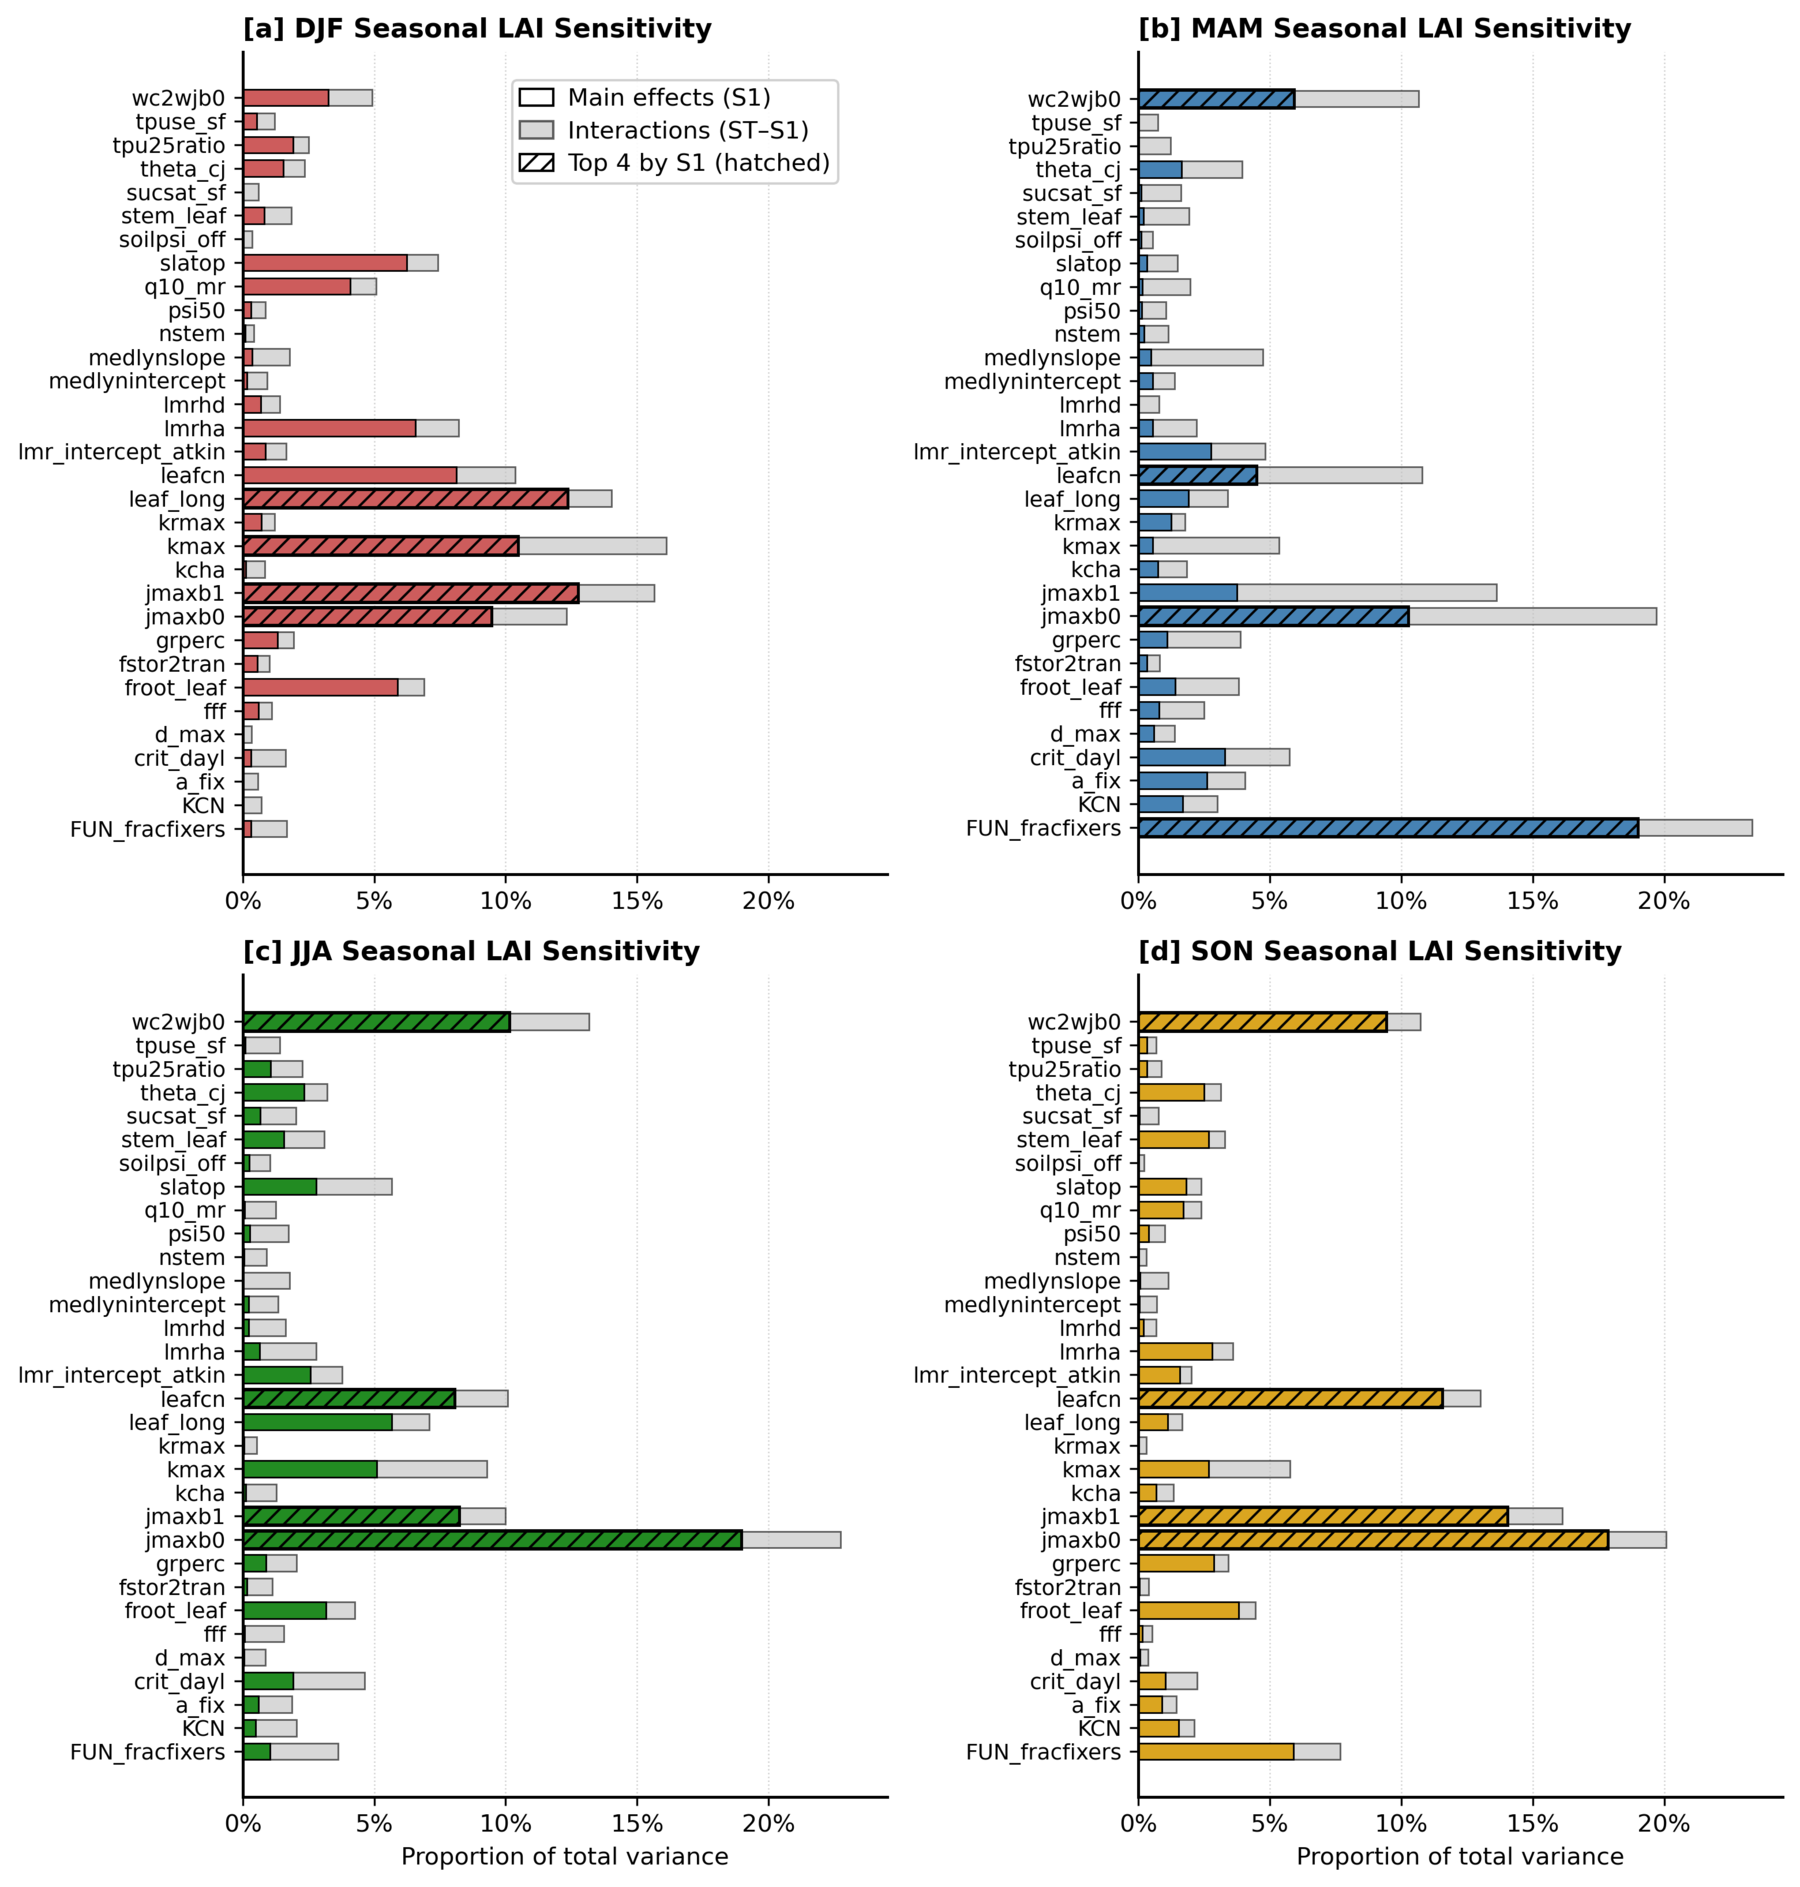 [a] DJF Seasonal LAI Sensitivity
Main effects (S1)
Interactions (ST–S1)
Top 4 by S1 (hatched)
wc2wjb0
tpuse_sf
tpu25ratio
theta_cj
sucsat_sf
stem_leaf
soilpsi_off
slatop
q10_mr
psi50
nstem
medlynslope
medlynintercept
lmrhd
lmrha
lmr_intercept_atkin
leafcn
leaf_long
krmax
kmax
kcha
jmaxb1
jmaxb0
grperc
fstor2tran
froot_leaf
fff
d_max
crit_dayl
a_fix
KCN
FUN_fracfixers
0% 5% 10% 15% 20%
[b] MAM Seasonal LAI Sensitivity
wc2wjb0
tpuse_sf
tpu25ratio
theta_cj
sucsat_sf
stem_leaf
soilpsi_off
slatop
q10_mr
psi50
nstem
medlynslope
medlynintercept
lmrhd
lmrha
lmr_intercept_atkin
leafcn
leaf_long
krmax
kmax
kcha
jmaxb1
jmaxb0
grperc
fstor2tran
froot_leaf
fff
d_max
crit_dayl
a_fix
KCN
FUN_fracfixers
0% 5% 10% 15% 20%
[c] JJA Seasonal LAI Sensitivity
wc2wjb0
tpuse_sf
tpu25ratio
theta_cj
sucsat_sf
stem_leaf
soilpsi_off
slatop
q10_mr
psi50
nstem
medlynslope
medlynintercept
lmrhd
lmrha
lmr_intercept_atkin
leafcn
leaf_long
krmax
kmax
kcha
jmaxb1
jmaxb0
grperc
fstor2tran
froot_leaf
fff
d_max
crit_dayl
a_fix
KCN
FUN_fracfixers
0% 5% 10% 15% 20%
Proportion of total variance
[d] SON Seasonal LAI Sensitivity
wc2wjb0
tpuse_sf
tpu25ratio
theta_cj
sucsat_sf
stem_leaf
soilpsi_off
slatop
q10_mr
psi50
nstem
medlynslope
medlynintercept
lmrhd
lmrha
lmr_intercept_atkin
leafcn
leaf_long
krmax
kmax
kcha
jmaxb1
jmaxb0
grperc
fstor2tran
froot_leaf
fff
d_max
crit_dayl
a_fix
KCN
FUN_fracfixers
0% 5% 10% 15% 20%
Proportion of total variance